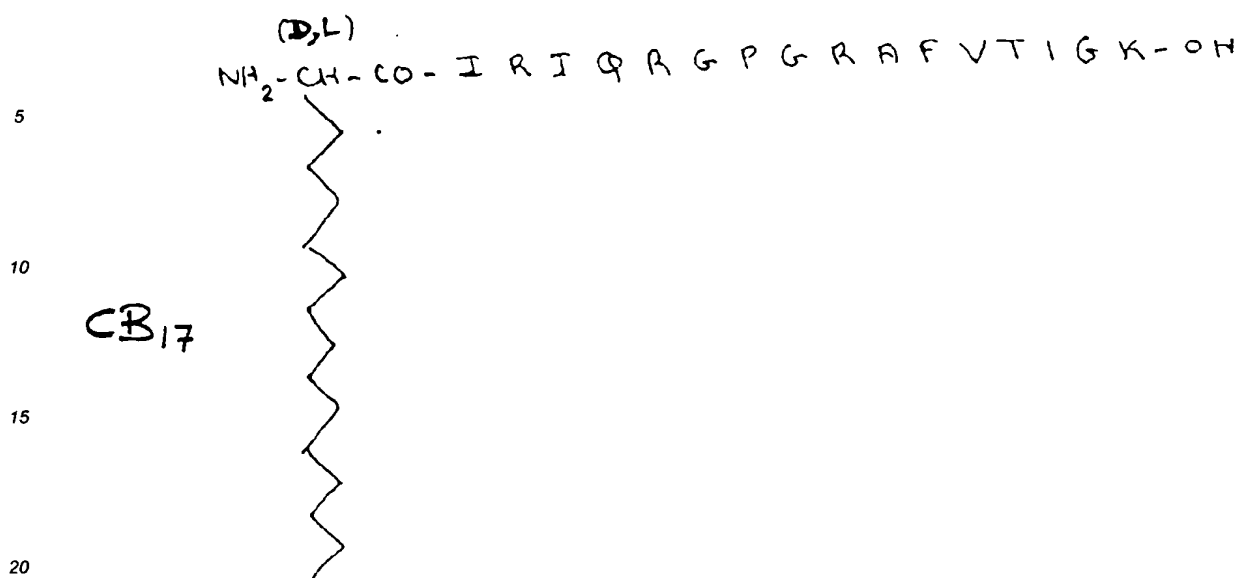 (D,L)
NH2-CH-CO- I R I Q R G P G R A F V T I G K-OH
5
10
CB17
15
20